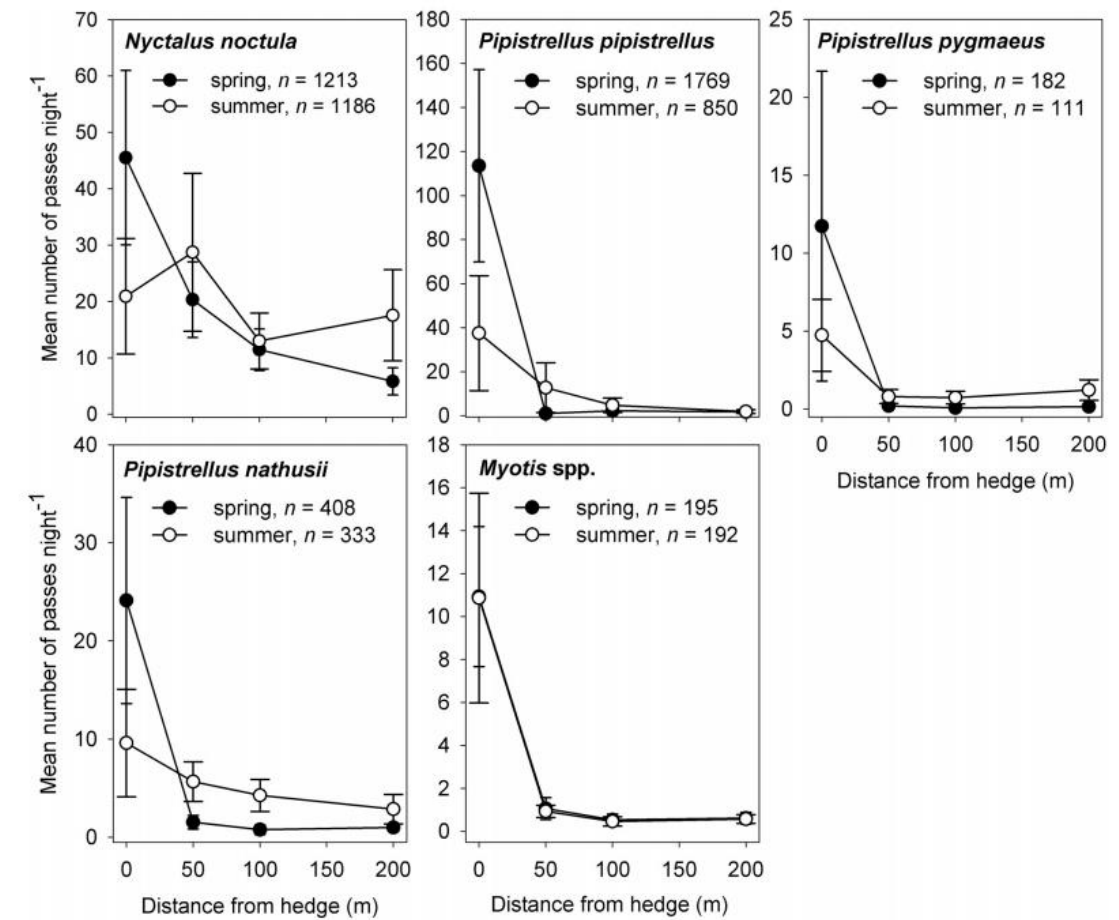 Nyctalus noctula
spring, n = 1213
summer, n = 1186
70
60
50
40
30
20
10
0
Mean number of passes night⁻¹
Pipistrellus pipistrellus
spring, n = 1769
summer, n = 850
180
160
140
120
100
80
60
40
20
0
Pipistrellus pygmaeus
spring, n = 182
summer, n = 111
25
20
15
10
5
0
0 50 100 150 200
Distance from hedge (m)
Pipistrellus nathusii
spring, n = 408
summer, n = 333
40
30
20
10
0
Mean number of passes night⁻¹
0 50 100 150 200
Distance from hedge (m)
Myotis spp.
spring, n = 195
summer, n = 192
18
16
14
12
10
8
6
4
2
0
0 50 100 150 200
Distance from hedge (m)